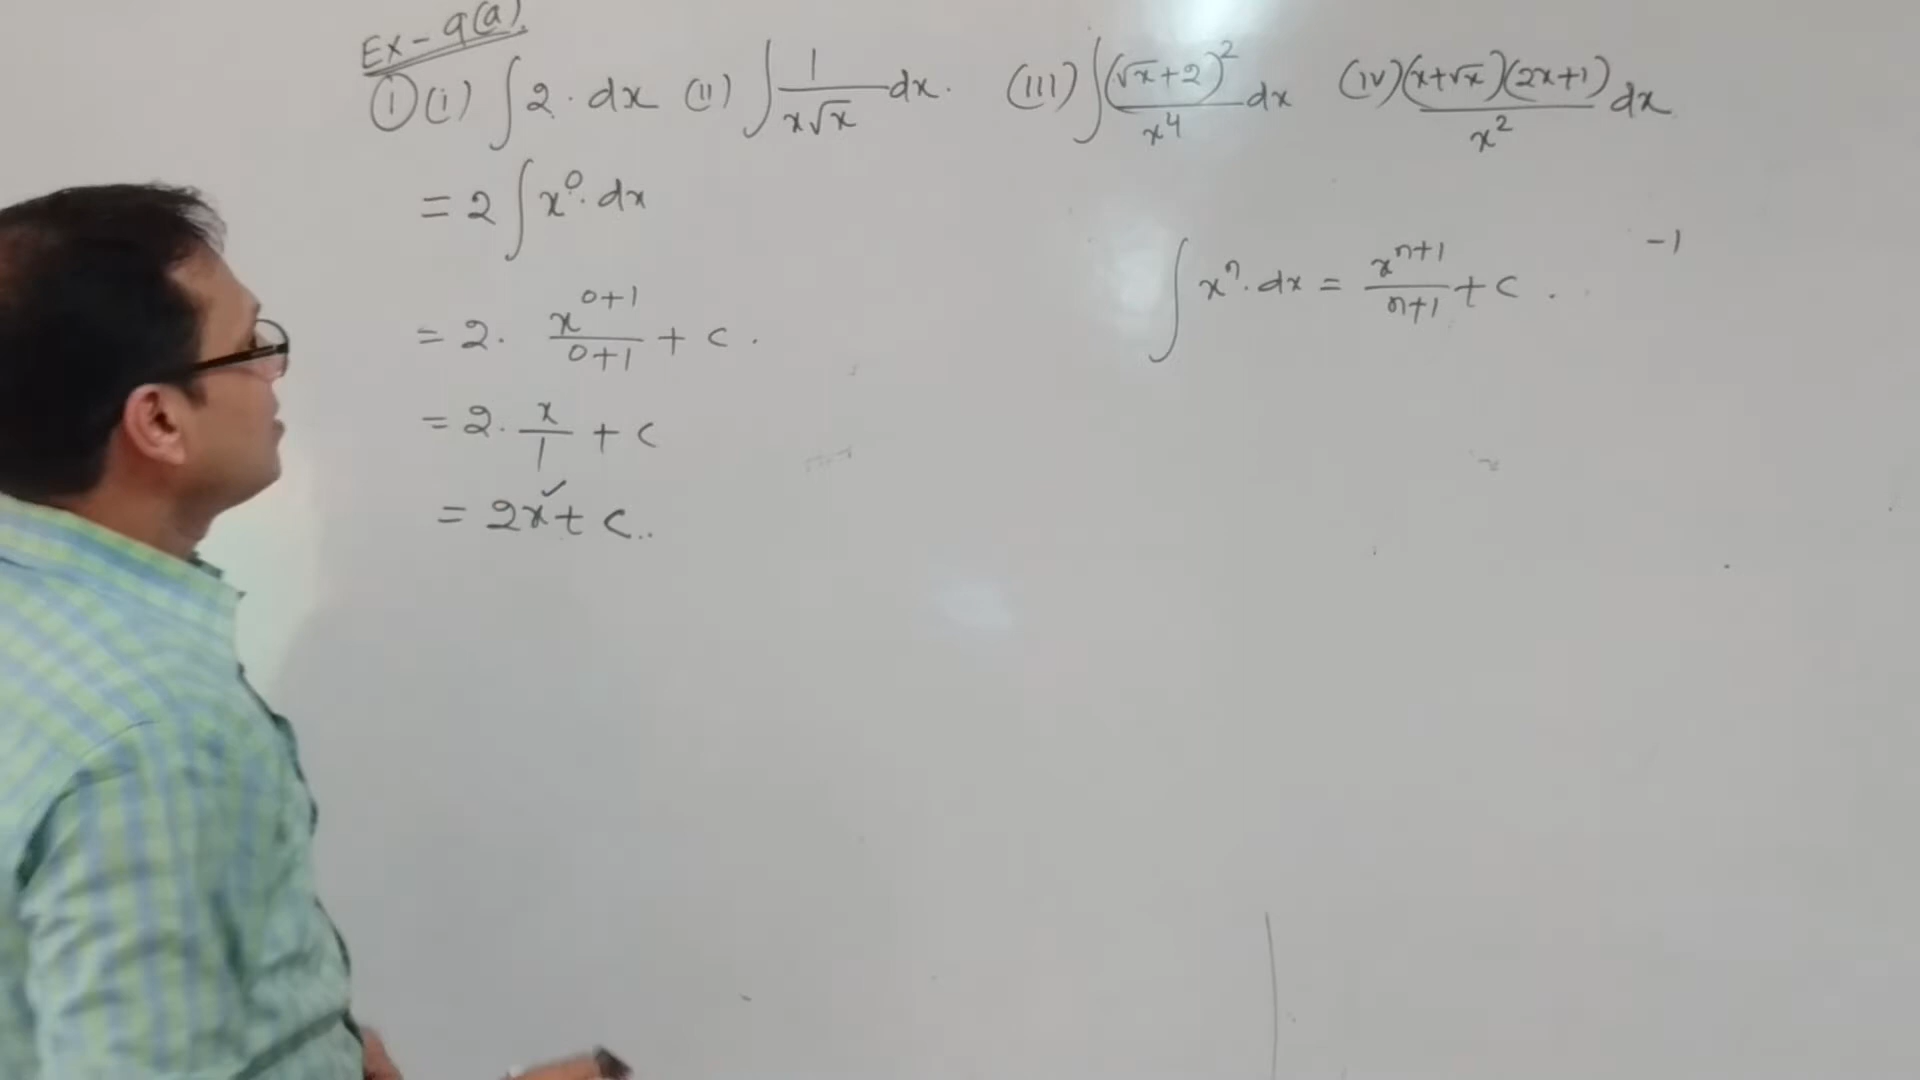 Ex-9(a).
① (i) ∫2.dx (ii) ∫1/(x√x) dx. (iii) ∫(√x+2)²/x⁴ dx (iv) (x+√x)(2x+1)/x² dx
= 2∫x⁰.dx
∫xⁿ.dx = xⁿ⁺¹/(n+1) + c. -1
= 2. x⁰⁺¹/(0+1) + c.
= 2. x/1 + c
= 2x + c..